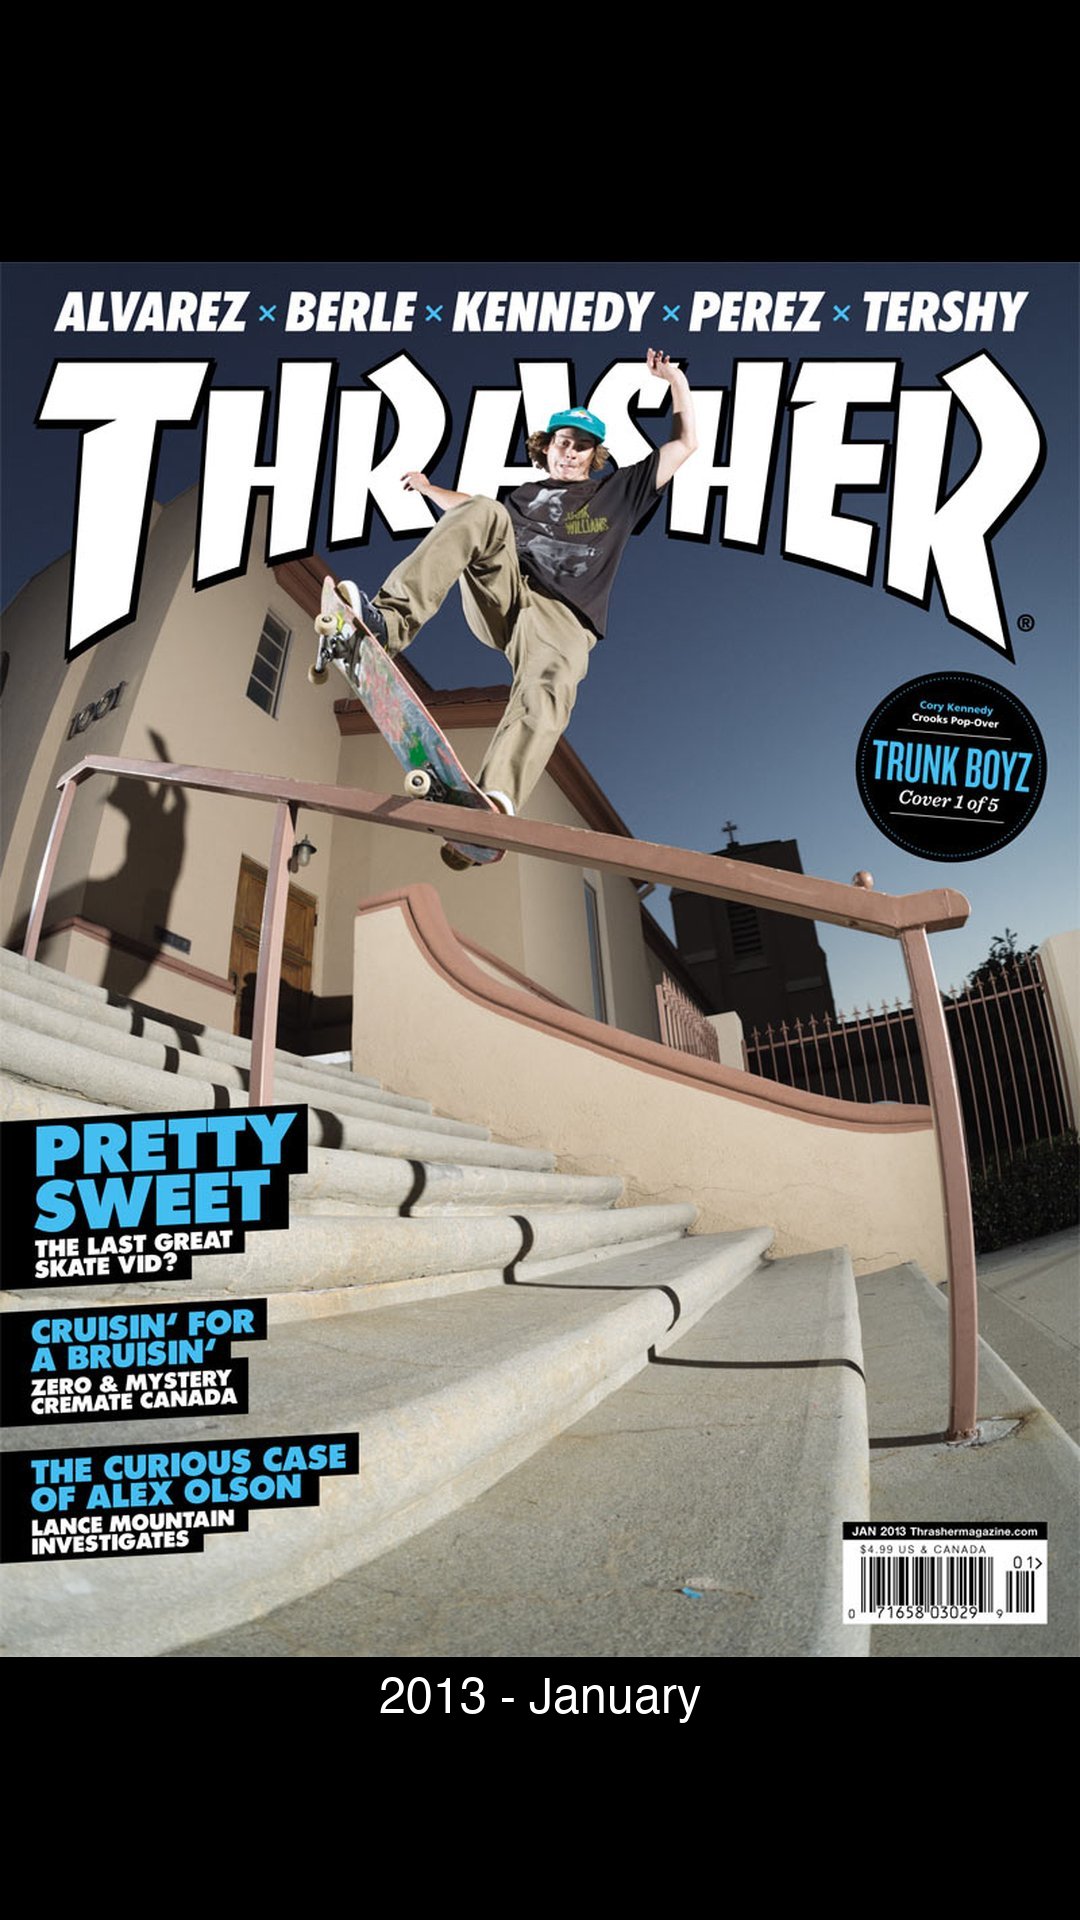 ALVAREZ × BERLE × KENNEDY × PEREZ × TERSHY
THRASHER
®
1001
WILLIAMS
Cory Kennedy
Crooks Pop-Over
TRUNK BOYZ
Cover 1 of 5
PRETTY
SWEET
THE LAST GREAT
SKATE VID?
CRUISIN' FOR
A BRUISIN'
ZERO & MYSTERY
CREMATE CANADA
THE CURIOUS CASE
OF ALEX OLSON
LANCE MOUNTAIN
INVESTIGATES
JAN 2013 Thrashermagazine.com
$4.99 US & CANADA
01>
0 71658 03029 9
2013 - January